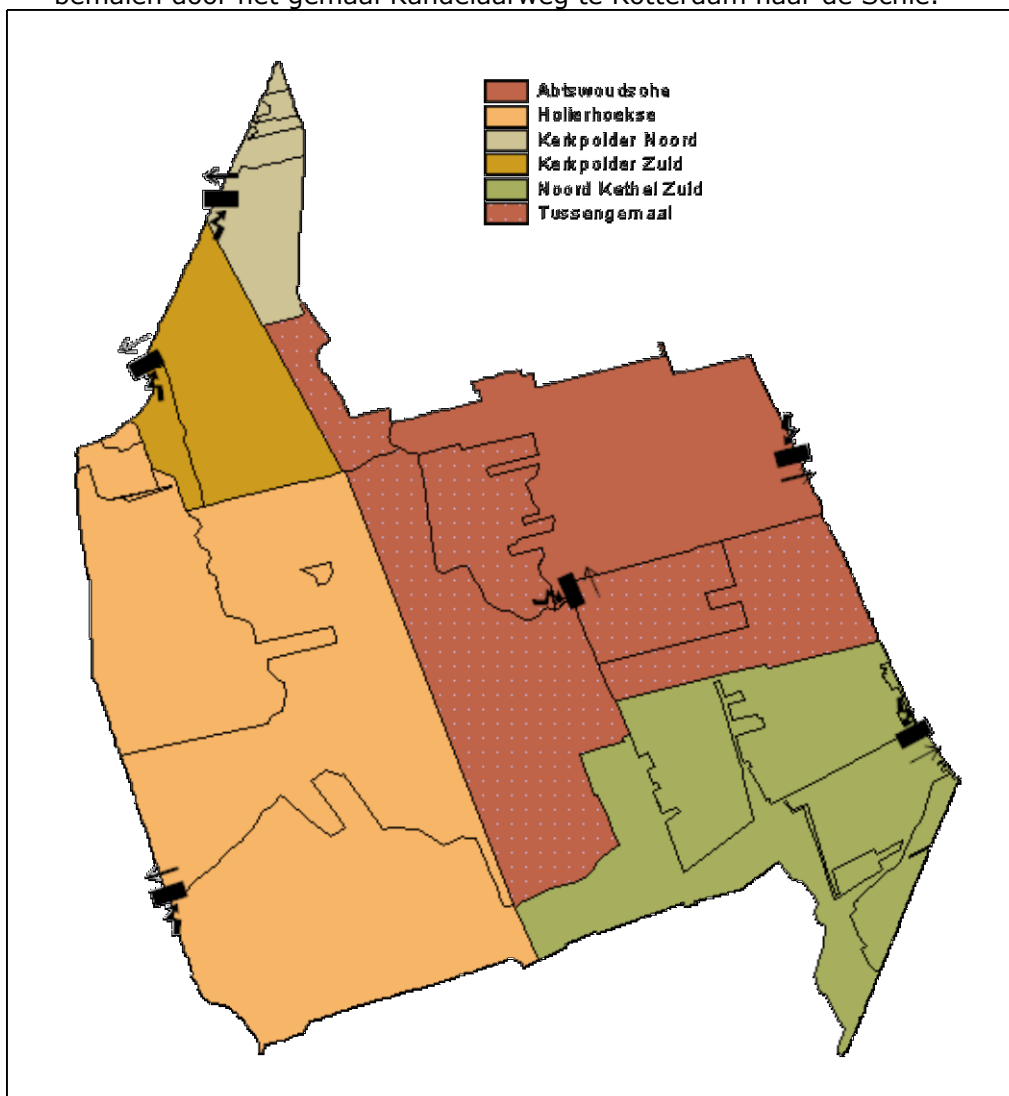 bemalen door het gemaal Kandelaarweg te Rotterdam naar de Schie.
Abtswoudsche
Holierhoekse
Kerkpolder Noord
Kerkpolder Zuid
Noord Kethel Zuid
Tussengemaal